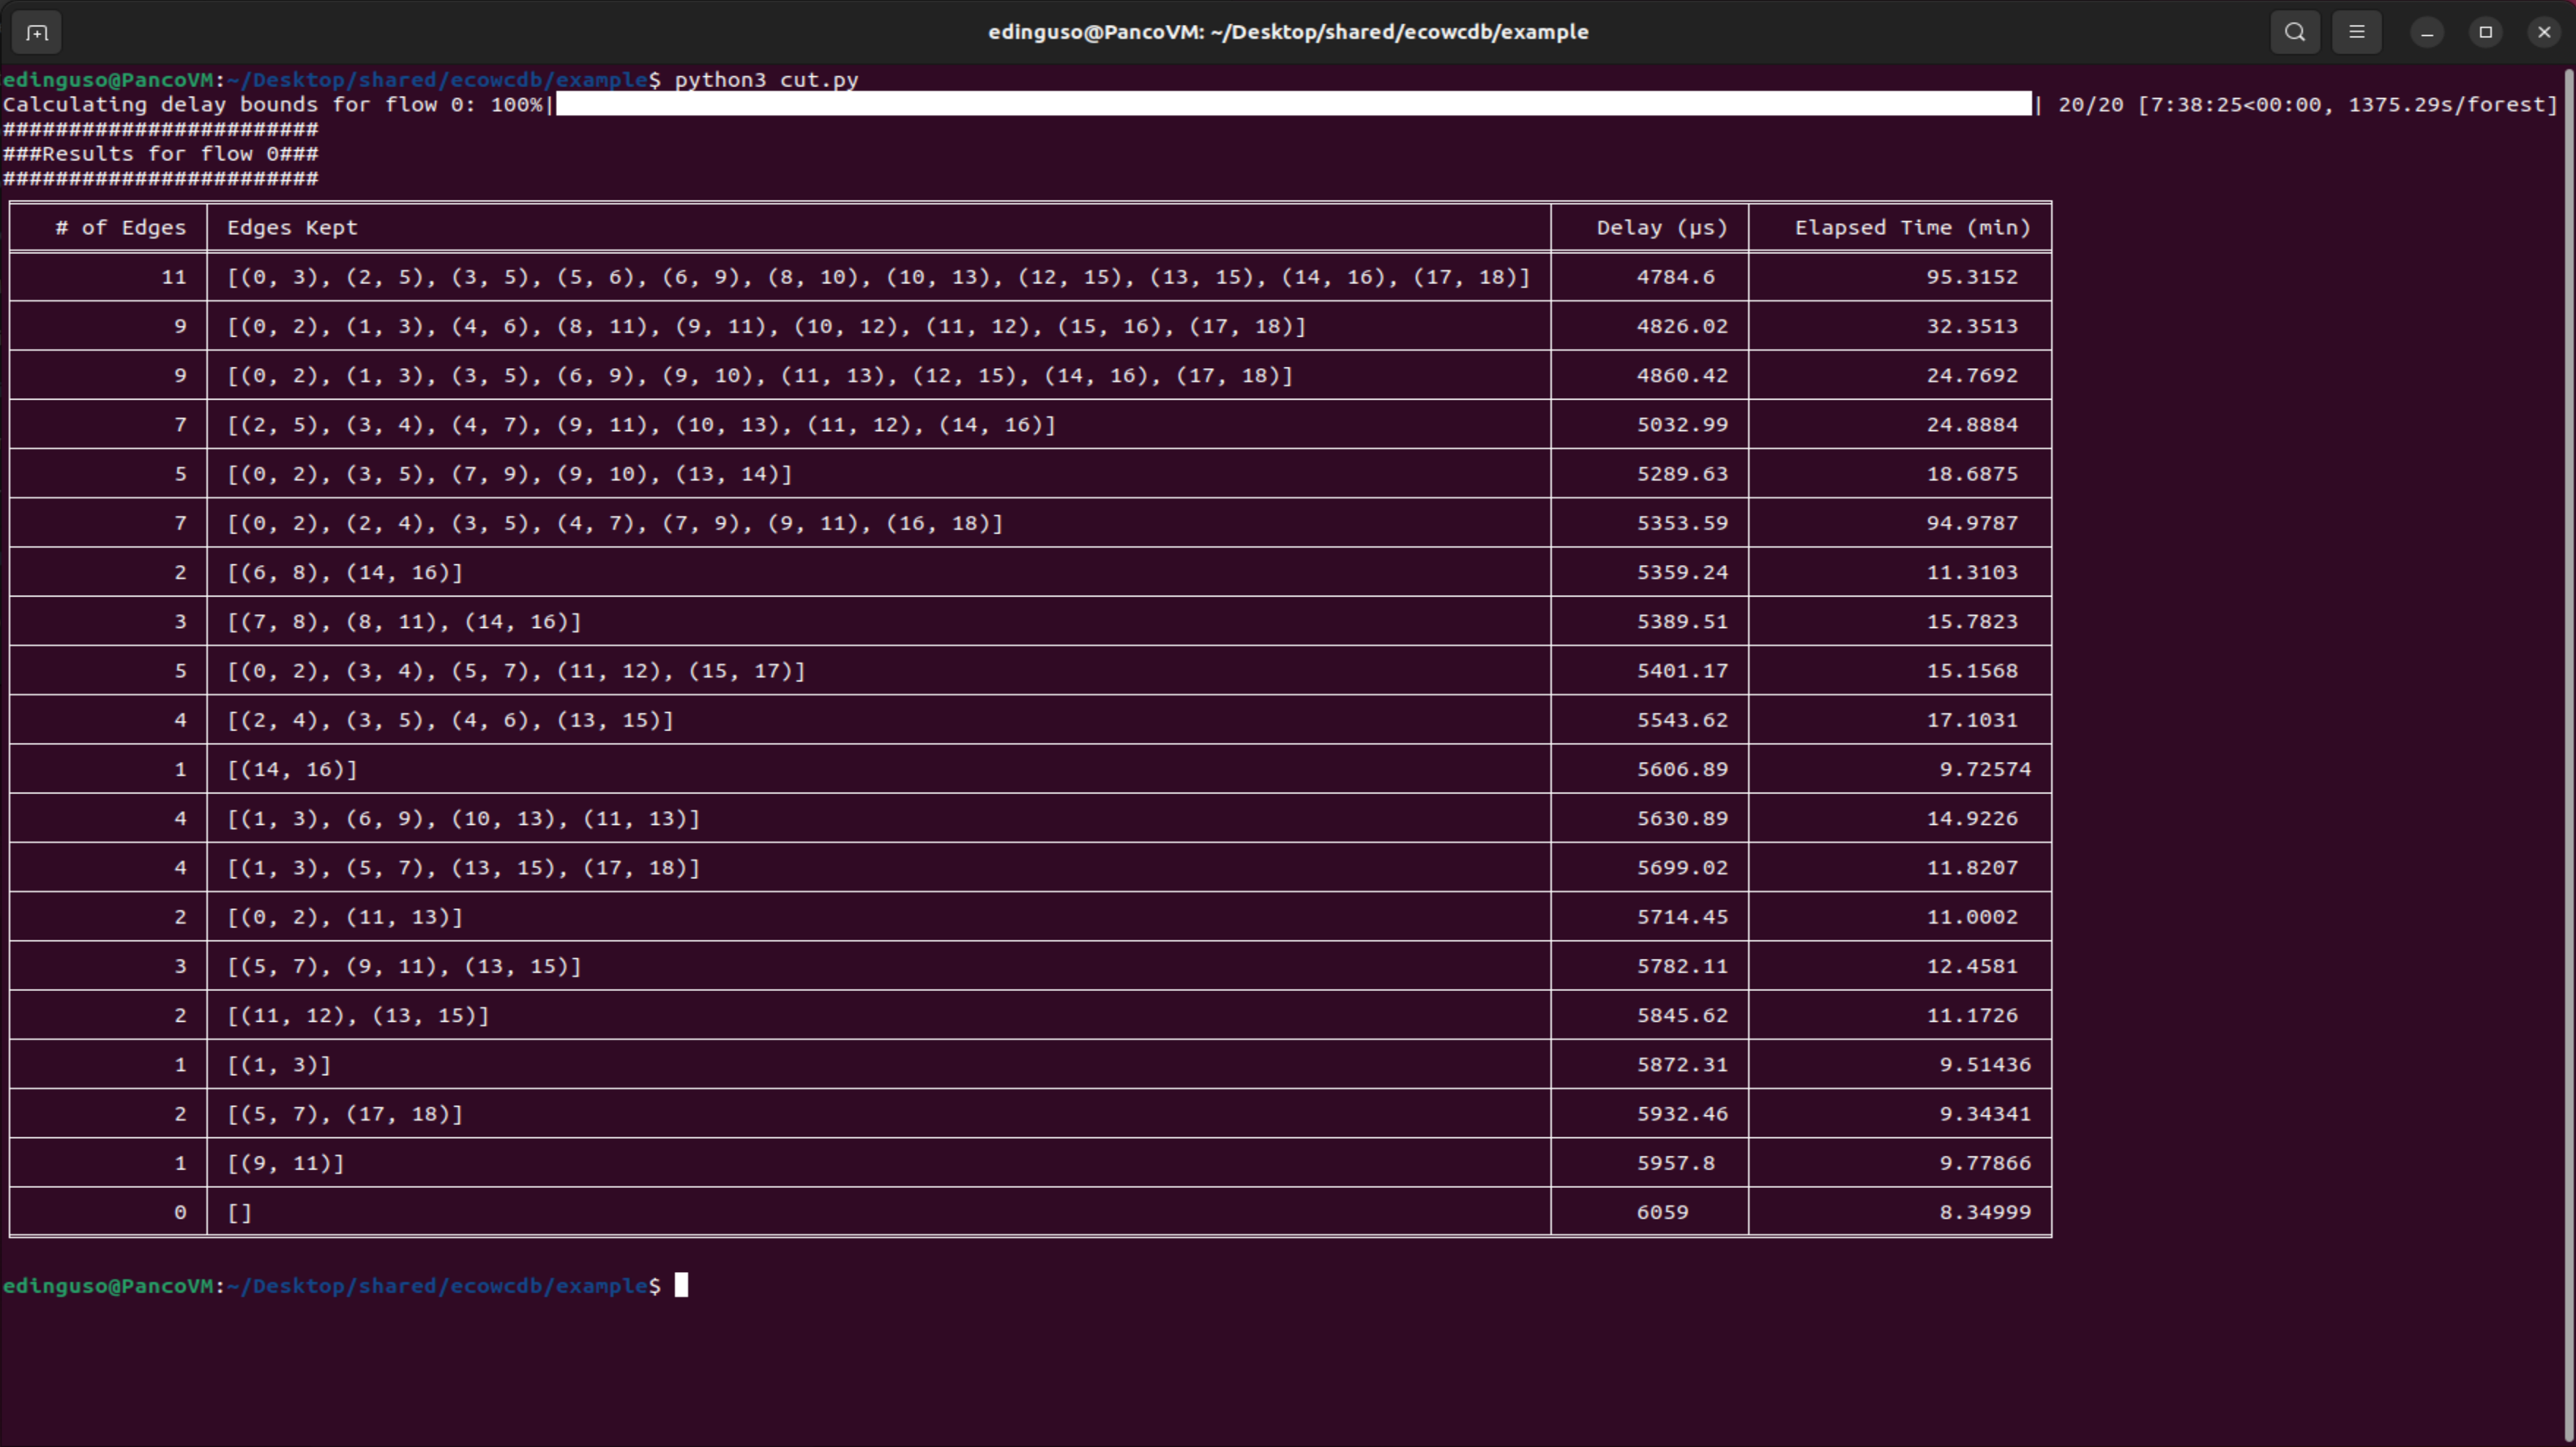 edinguso@PancoVM: ~/Desktop/shared/ecowcdb/example
edinguso@PancoVM:~/Desktop/shared/ecowcdb/example$ python3 cut.py
Calculating delay bounds for flow 0: 100%| | 20/20 [7:38:25<00:00, 1375.29s/forest]
########################
###Results for flow 0###
########################
# of Edges Edges Kept Delay (µs) Elapsed Time (min)
11 [(0, 3), (2, 5), (3, 5), (5, 6), (6, 9), (8, 10), (10, 13), (12, 15), (13, 15), (14, 16), (17, 18)] 4784.6 95.3152
9 [(0, 2), (1, 3), (4, 6), (8, 11), (9, 11), (10, 12), (11, 12), (15, 16), (17, 18)] 4826.02 32.3513
9 [(0, 2), (1, 3), (3, 5), (6, 9), (9, 10), (11, 13), (12, 15), (14, 16), (17, 18)] 4860.42 24.7692
7 [(2, 5), (3, 4), (4, 7), (9, 11), (10, 13), (11, 12), (14, 16)] 5032.99 24.8884
5 [(0, 2), (3, 5), (7, 9), (9, 10), (13, 14)] 5289.63 18.6875
7 [(0, 2), (2, 4), (3, 5), (4, 7), (7, 9), (9, 11), (16, 18)] 5353.59 94.9787
2 [(6, 8), (14, 16)] 5359.24 11.3103
3 [(7, 8), (8, 11), (14, 16)] 5389.51 15.7823
5 [(0, 2), (3, 4), (5, 7), (11, 12), (15, 17)] 5401.17 15.1568
4 [(2, 4), (3, 5), (4, 6), (13, 15)] 5543.62 17.1031
1 [(14, 16)] 5606.89 9.72574
4 [(1, 3), (6, 9), (10, 13), (11, 13)] 5630.89 14.9226
4 [(1, 3), (5, 7), (13, 15), (17, 18)] 5699.02 11.8207
2 [(0, 2), (11, 13)] 5714.45 11.0002
3 [(5, 7), (9, 11), (13, 15)] 5782.11 12.4581
2 [(11, 12), (13, 15)] 5845.62 11.1726
1 [(1, 3)] 5872.31 9.51436
2 [(5, 7), (17, 18)] 5932.46 9.34341
1 [(9, 11)] 5957.8 9.77866
0 [] 6059 8.34999
edinguso@PancoVM:~/Desktop/shared/ecowcdb/example$